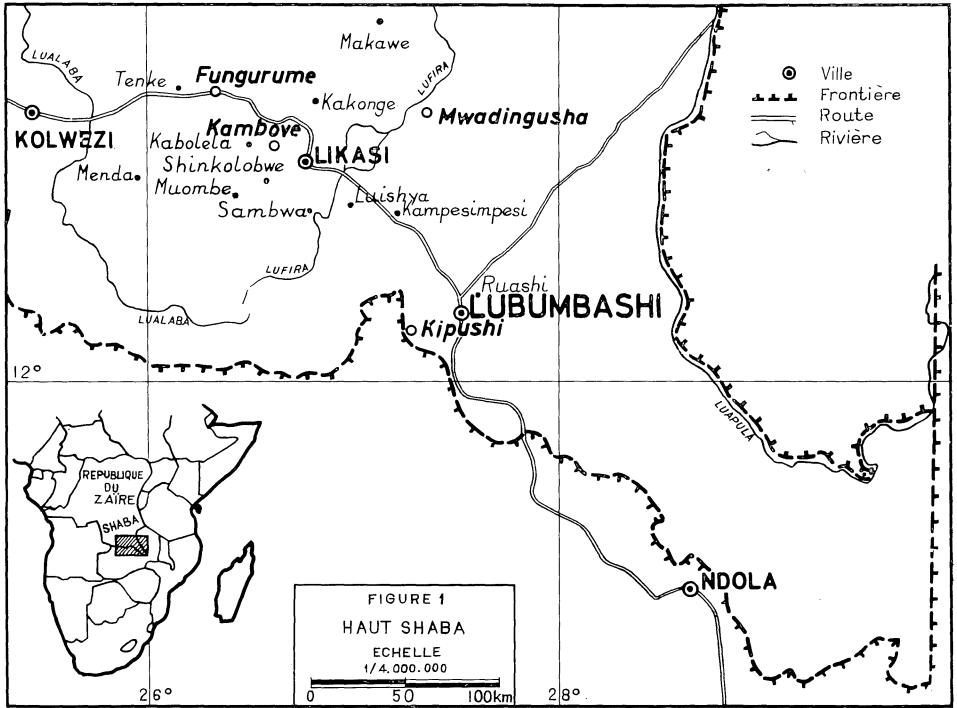 Makawe
LUALABA
LUFIRA
Tenke
Fungurume
Kakonge
Mwadingusha
KOLWEZI
Kambove
Kabolela
LIKASI
Shinkolobwe
Menda
Muombe
Luishya
Sambwa
Kampesimpesi
LUFIRA
Ruashi
LUBUMBASHI
LUALABA
Kipushi
Ville
Frontière
Route
Rivière
12°
LUAPULA
REPUBLIQUE
DU
ZAÏRE
SHABA
NDOLA
FIGURE 1
HAUT SHABA
ECHELLE
1/4.000.000
0 50 100km
26° 28°